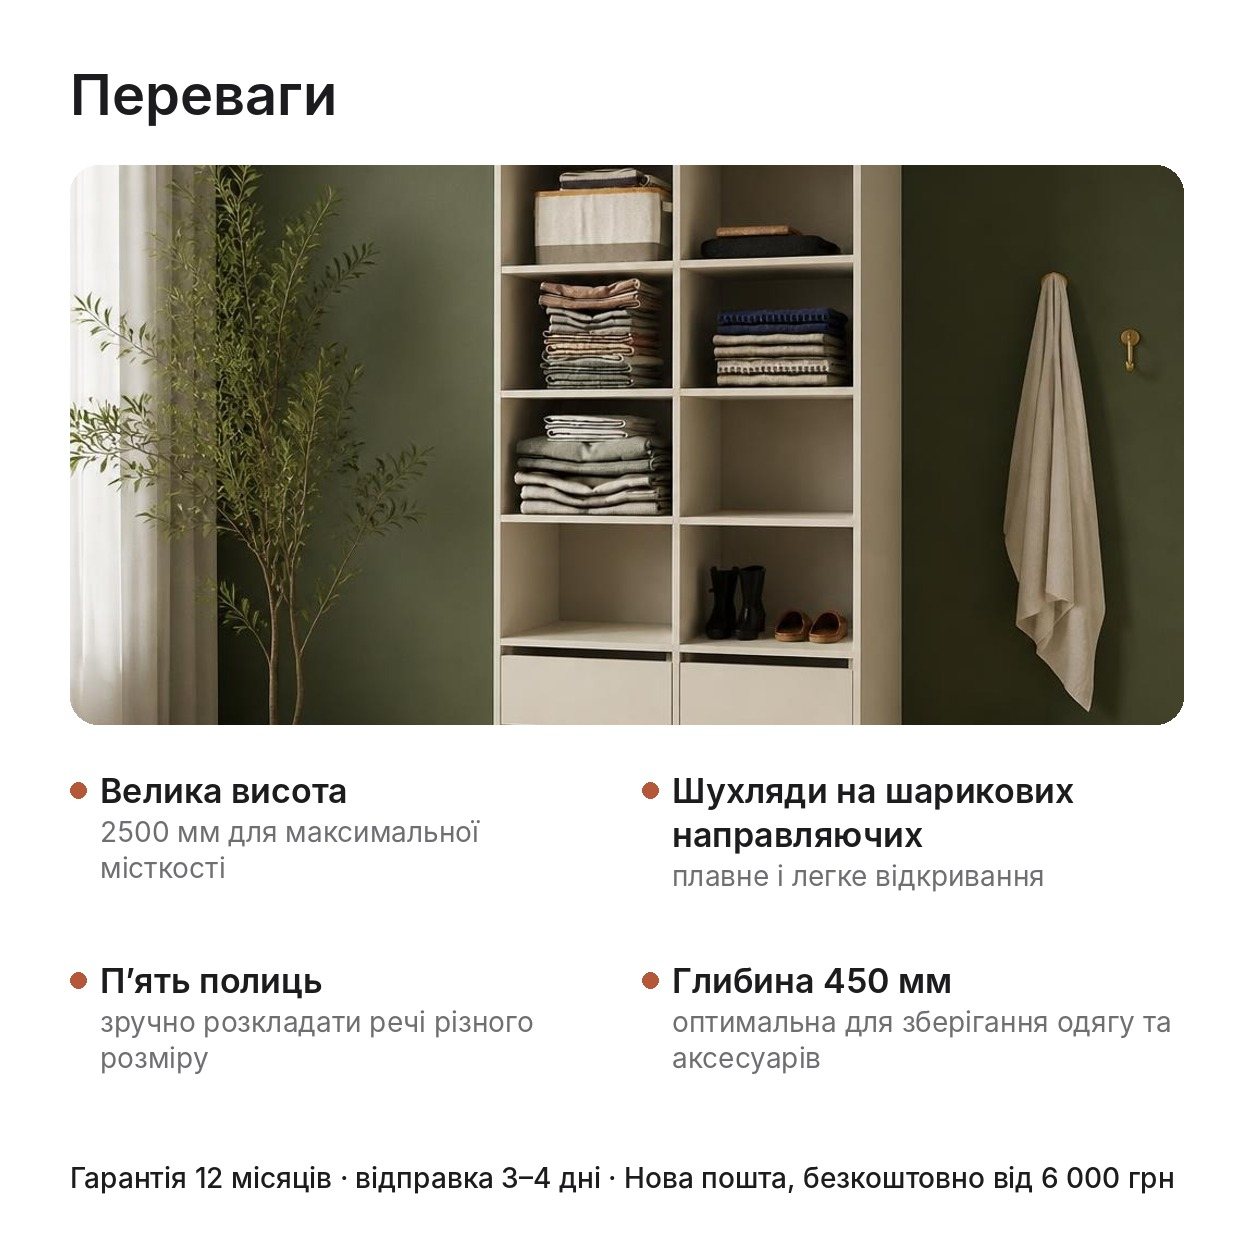 Переваги
Велика висота
2500 мм для максимальної
місткості
Шухляди на шарикових
направляючих
плавне і легке відкривання
П’ять полиць
зручно розкладати речі різного
розміру
Глибина 450 мм
оптимальна для зберігання одягу та
аксесуарів
Гарантія 12 місяців · відправка 3–4 дні · Нова пошта, безкоштовно від 6 000 грн